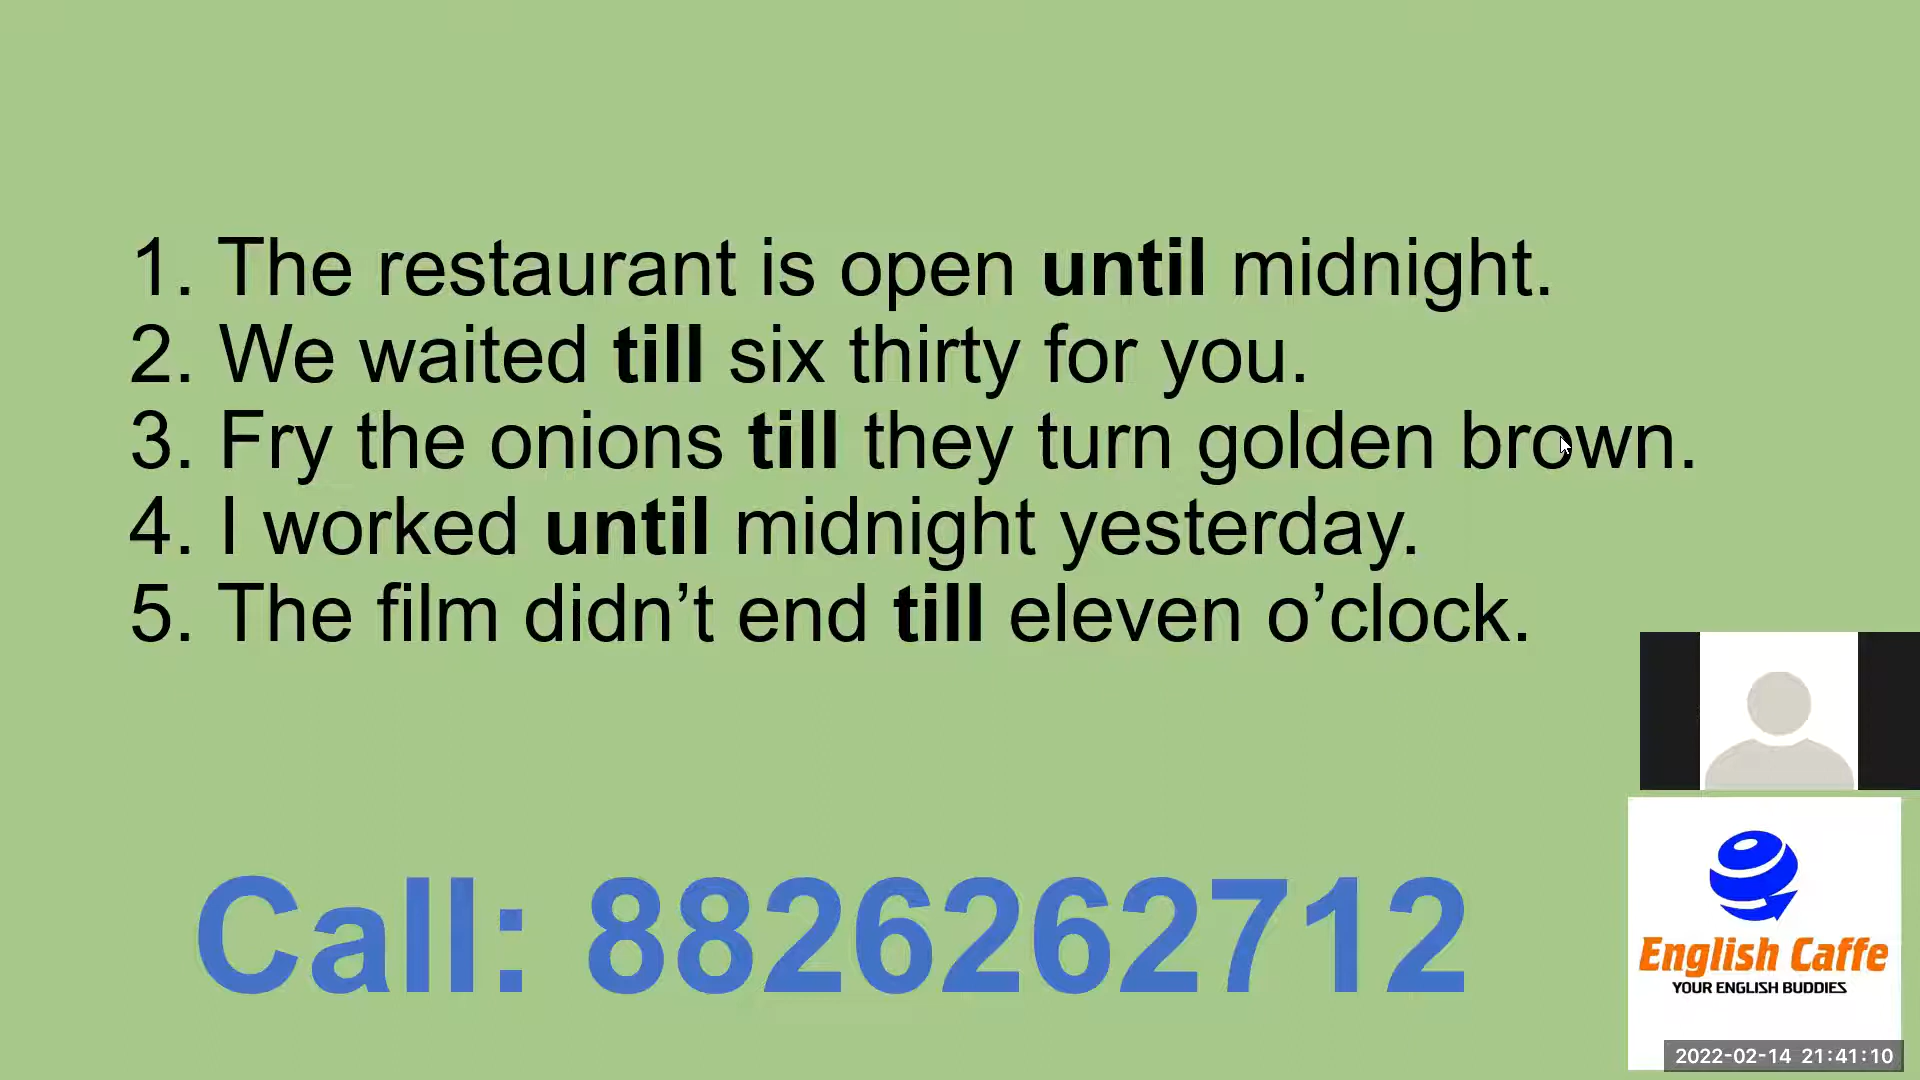 1. The restaurant is open until midnight.
2. We waited till six thirty for you.
3. Fry the onions till they turn golden brown.
4. I worked until midnight yesterday.
5. The film didn’t end till eleven o’clock.
Call: 8826262712
English Caffe
YOUR ENGLISH BUDDIES
2022-02-14 21:41:10